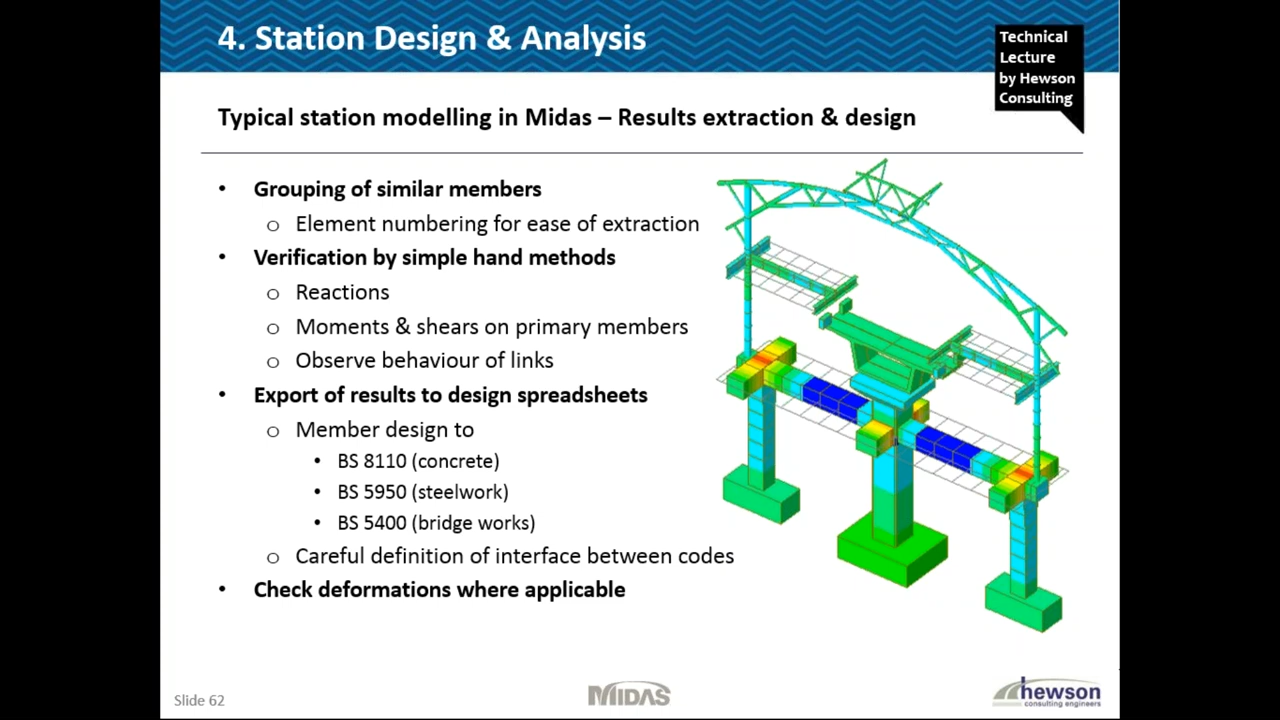 4. Station Design & Analysis
Technical
Lecture
by Hewson
Consulting
Typical station modelling in Midas – Results extraction & design
• Grouping of similar members
o Element numbering for ease of extraction
• Verification by simple hand methods
o Reactions
o Moments & shears on primary members
o Observe behaviour of links
• Export of results to design spreadsheets
o Member design to
• BS 8110 (concrete)
• BS 5950 (steelwork)
• BS 5400 (bridge works)
o Careful definition of interface between codes
• Check deformations where applicable
Slide 62
MIDAS
hewson
consulting engineers